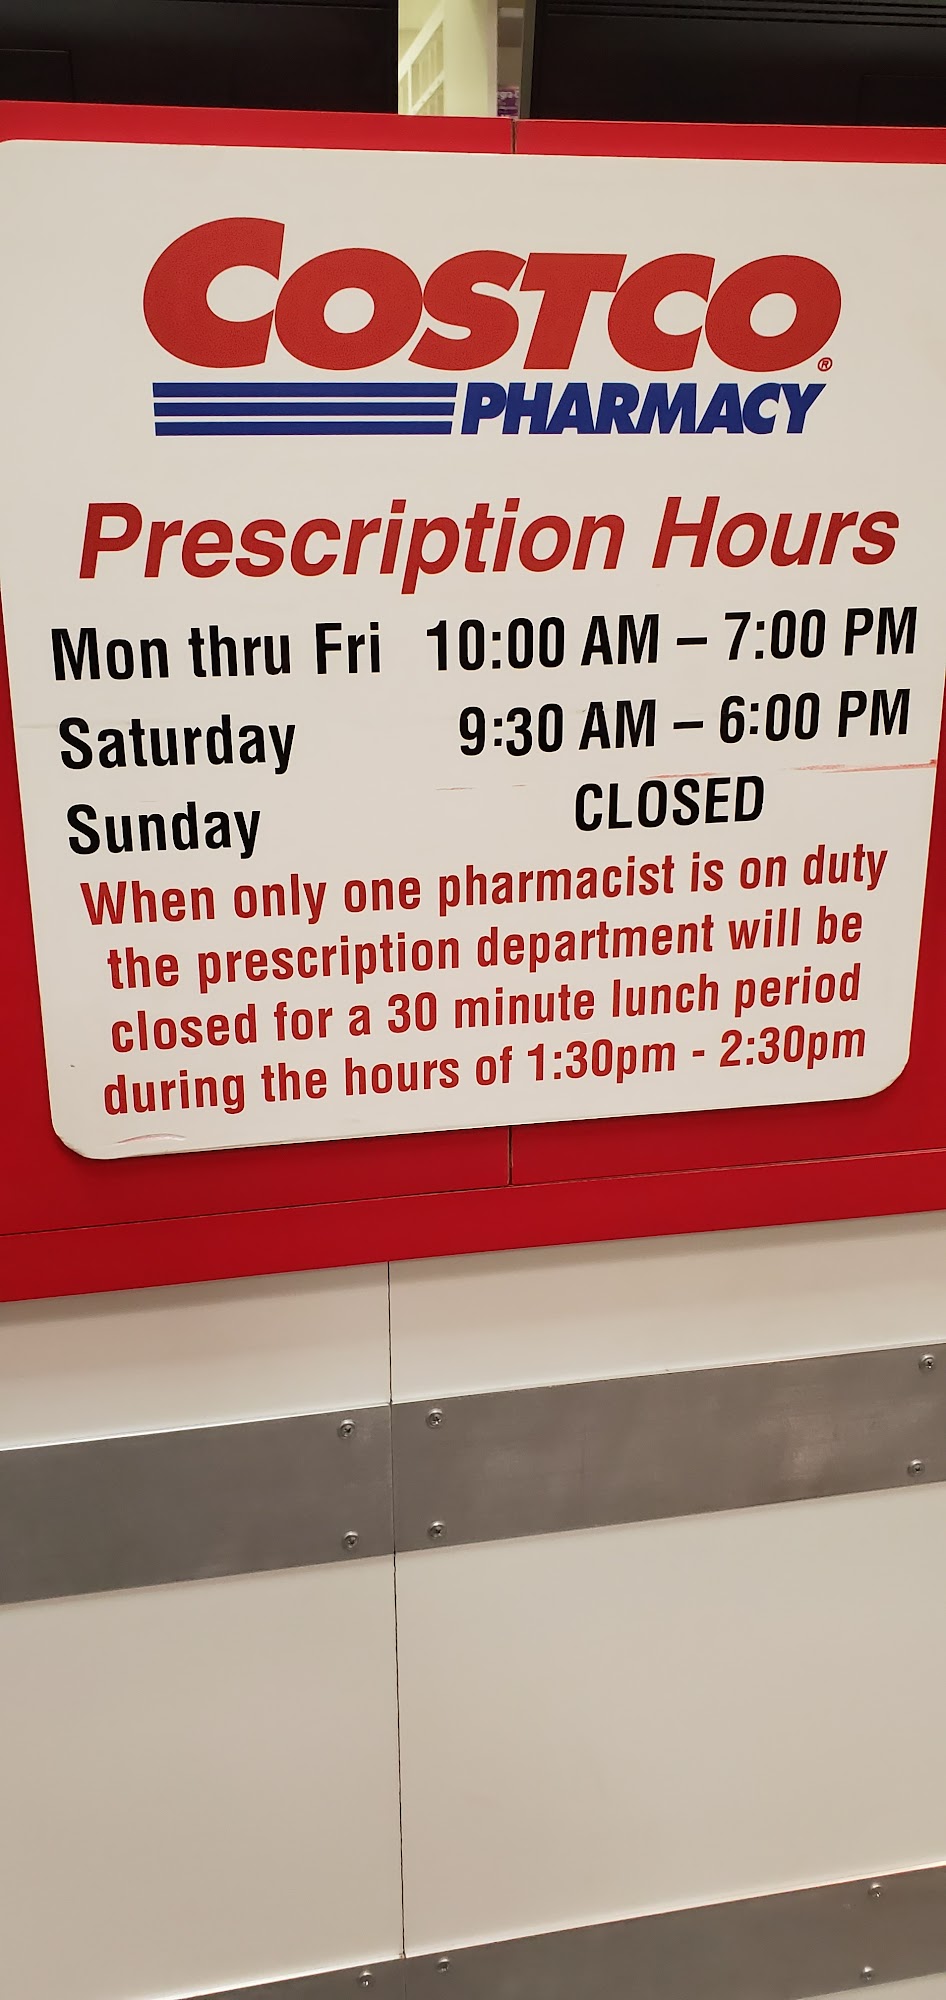 COSTCO®
PHARMACY
Prescription Hours
Mon thru Fri 10:00 AM – 7:00 PM
Saturday 9:30 AM – 6:00 PM
Sunday CLOSED
When only one pharmacist is on duty
the prescription department will be
closed for a 30 minute lunch period
during the hours of 1:30pm - 2:30pm